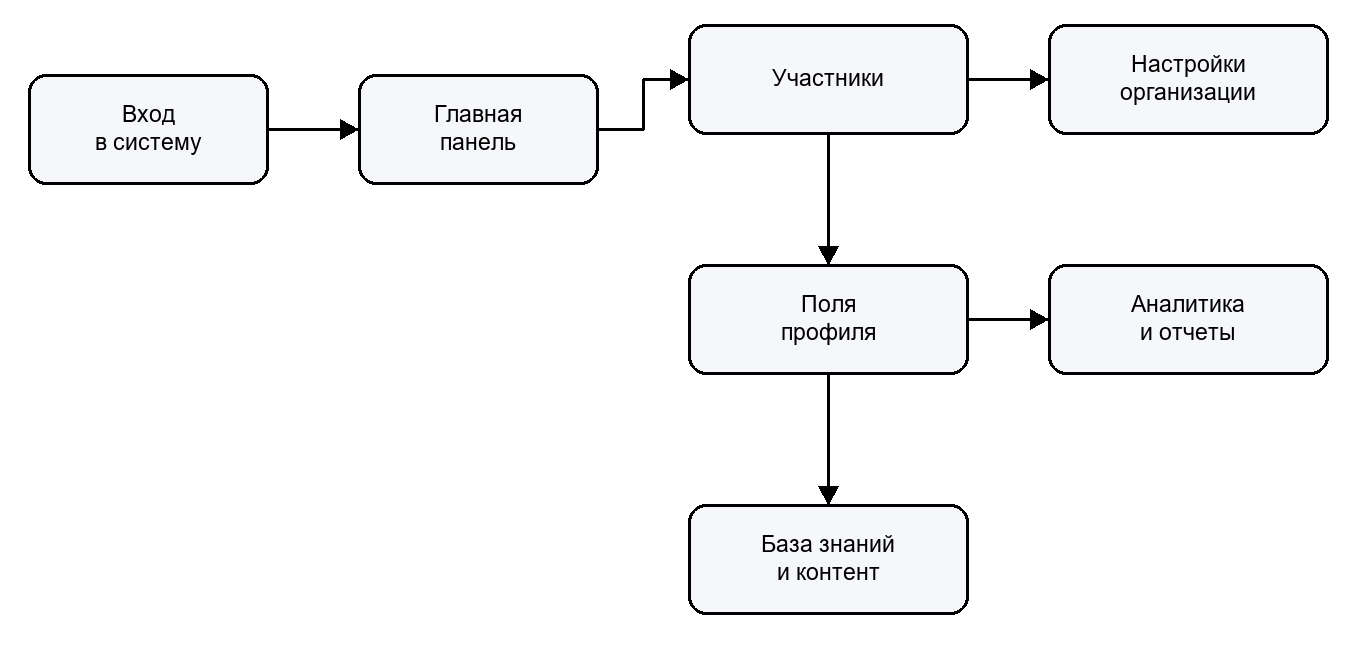 Вход
в систему
Главная
панель
Участники
Настройки
организации
Поля
профиля
Аналитика
и отчеты
База знаний
и контент